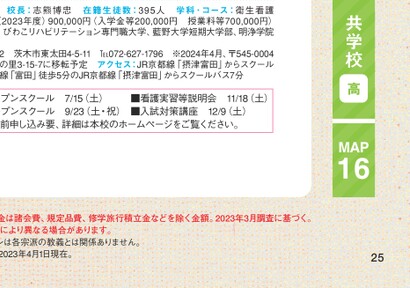 校長：志熊博忠 在籍生徒数：395人 学科・コース：衛生看護
（2023年度）900,000円（入学金等200,000円 授業料等700,000円）
びわこリハビリテーション専門職大学、藍野大学短期大学部、明浄学院
2 茨木市東太田4-5-11 ℡072-627-1796 ※2024年4月、〒545-0004
の里3-15-7に移転予定 アクセス：JR京都線「摂津富田」からスクール
線「富田」徒歩5分のJR京都線「摂津富田」からスクールバス7分
プンスクール 7/15（土） ■看護実習等説明会 11/18（土）
プンスクール 9/23（土・祝） ■入試対策講座 12/9（土）
前申し込み要、詳細は本校のホームページをご覧ください。
共学校
高
MAP
16
金は諸会費、規定品費、修学旅行積立金などを除く金額。2023年3月調査に基づく。
により異なる場合があります。
ンは各宗派の教義とは関係ありません。
2023年4月1日現在。
25